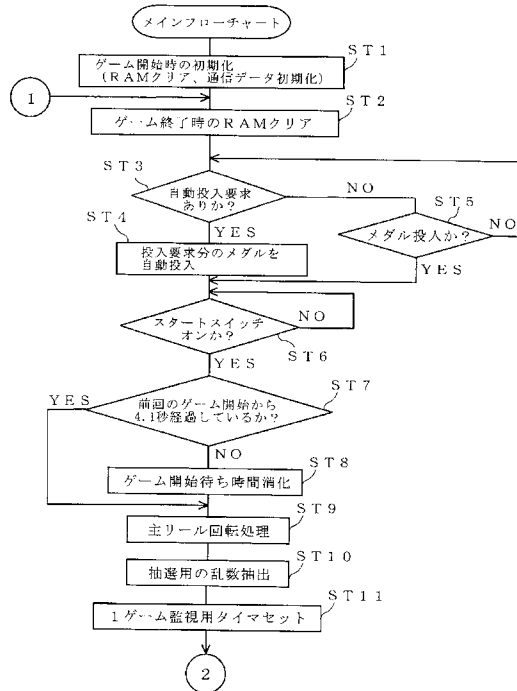 メインフローチャート
ST1
ゲーム開始時の初期化
(RAMクリア、通信データ初期化)
1
ST2
ゲーム終了時のRAMクリア
ST3
自動投入要求
ありか？
NO
YES
ST4
投入要求分のメダルを
自動投入
ST5
メダル投入か？
NO
YES
スタートスイッチ
オンか？
NO
ST6
YES
ST7
前回のゲーム開始から
4.1秒経過しているか？
YES
NO
ST8
ゲーム開始待ち時間消化
ST9
主リール回転処理
ST10
抽選用の乱数抽出
ST11
1ゲーム監視用タイマセット
2